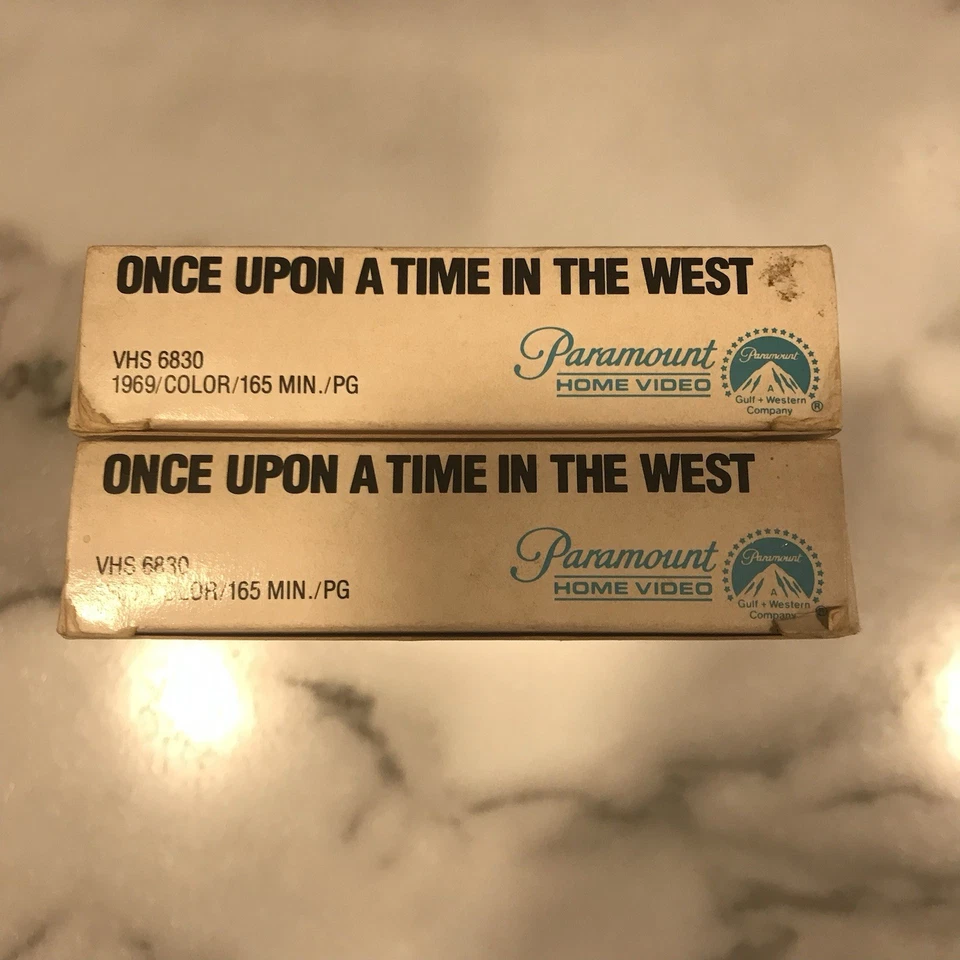 ONCE UPON A TIME IN THE WEST
VHS 6830
1969/COLOR/165 MIN./PG
Paramount
HOME VIDEO
Paramount
A
Gulf + Western
Company ®
ONCE UPON A TIME IN THE WEST
VHS 6830
COLOR/165 MIN./PG
Paramount
HOME VIDEO
Paramount
A
Gulf + Western
Company ®